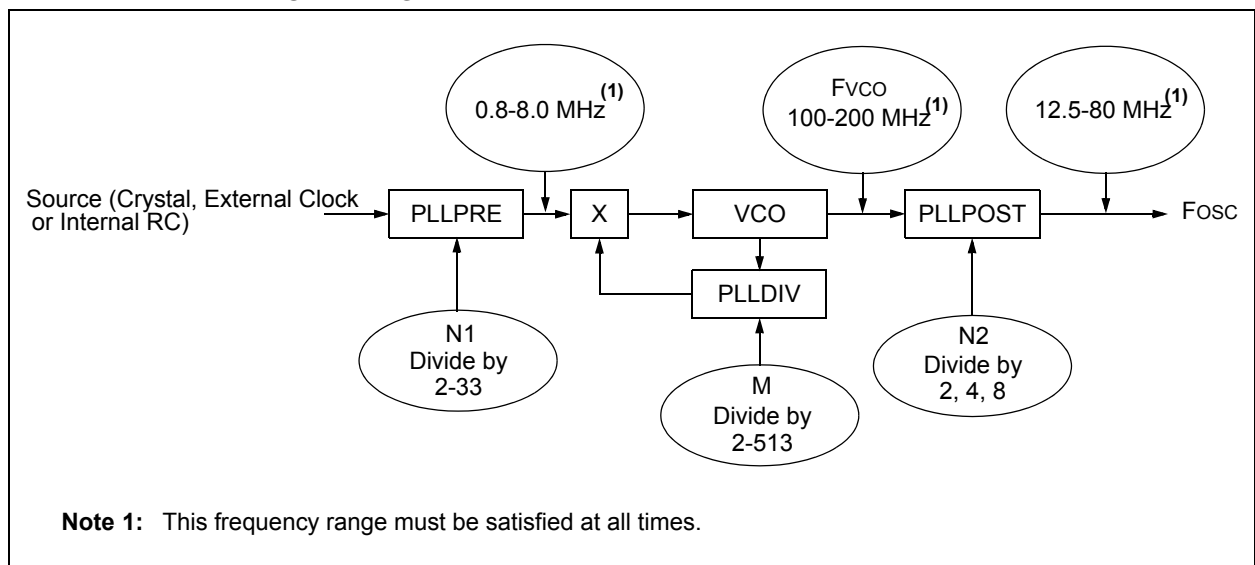 0.8-8.0 MHz(1)
FVCO
100-200 MHz(1)
12.5-80 MHz(1)
Source (Crystal, External Clock
or Internal RC)
PLLPRE
X
VCO
PLLPOST
FOSC
PLLDIV
N1
Divide by
2-33
M
Divide by
2-513
N2
Divide by
2, 4, 8
Note 1: This frequency range must be satisfied at all times.